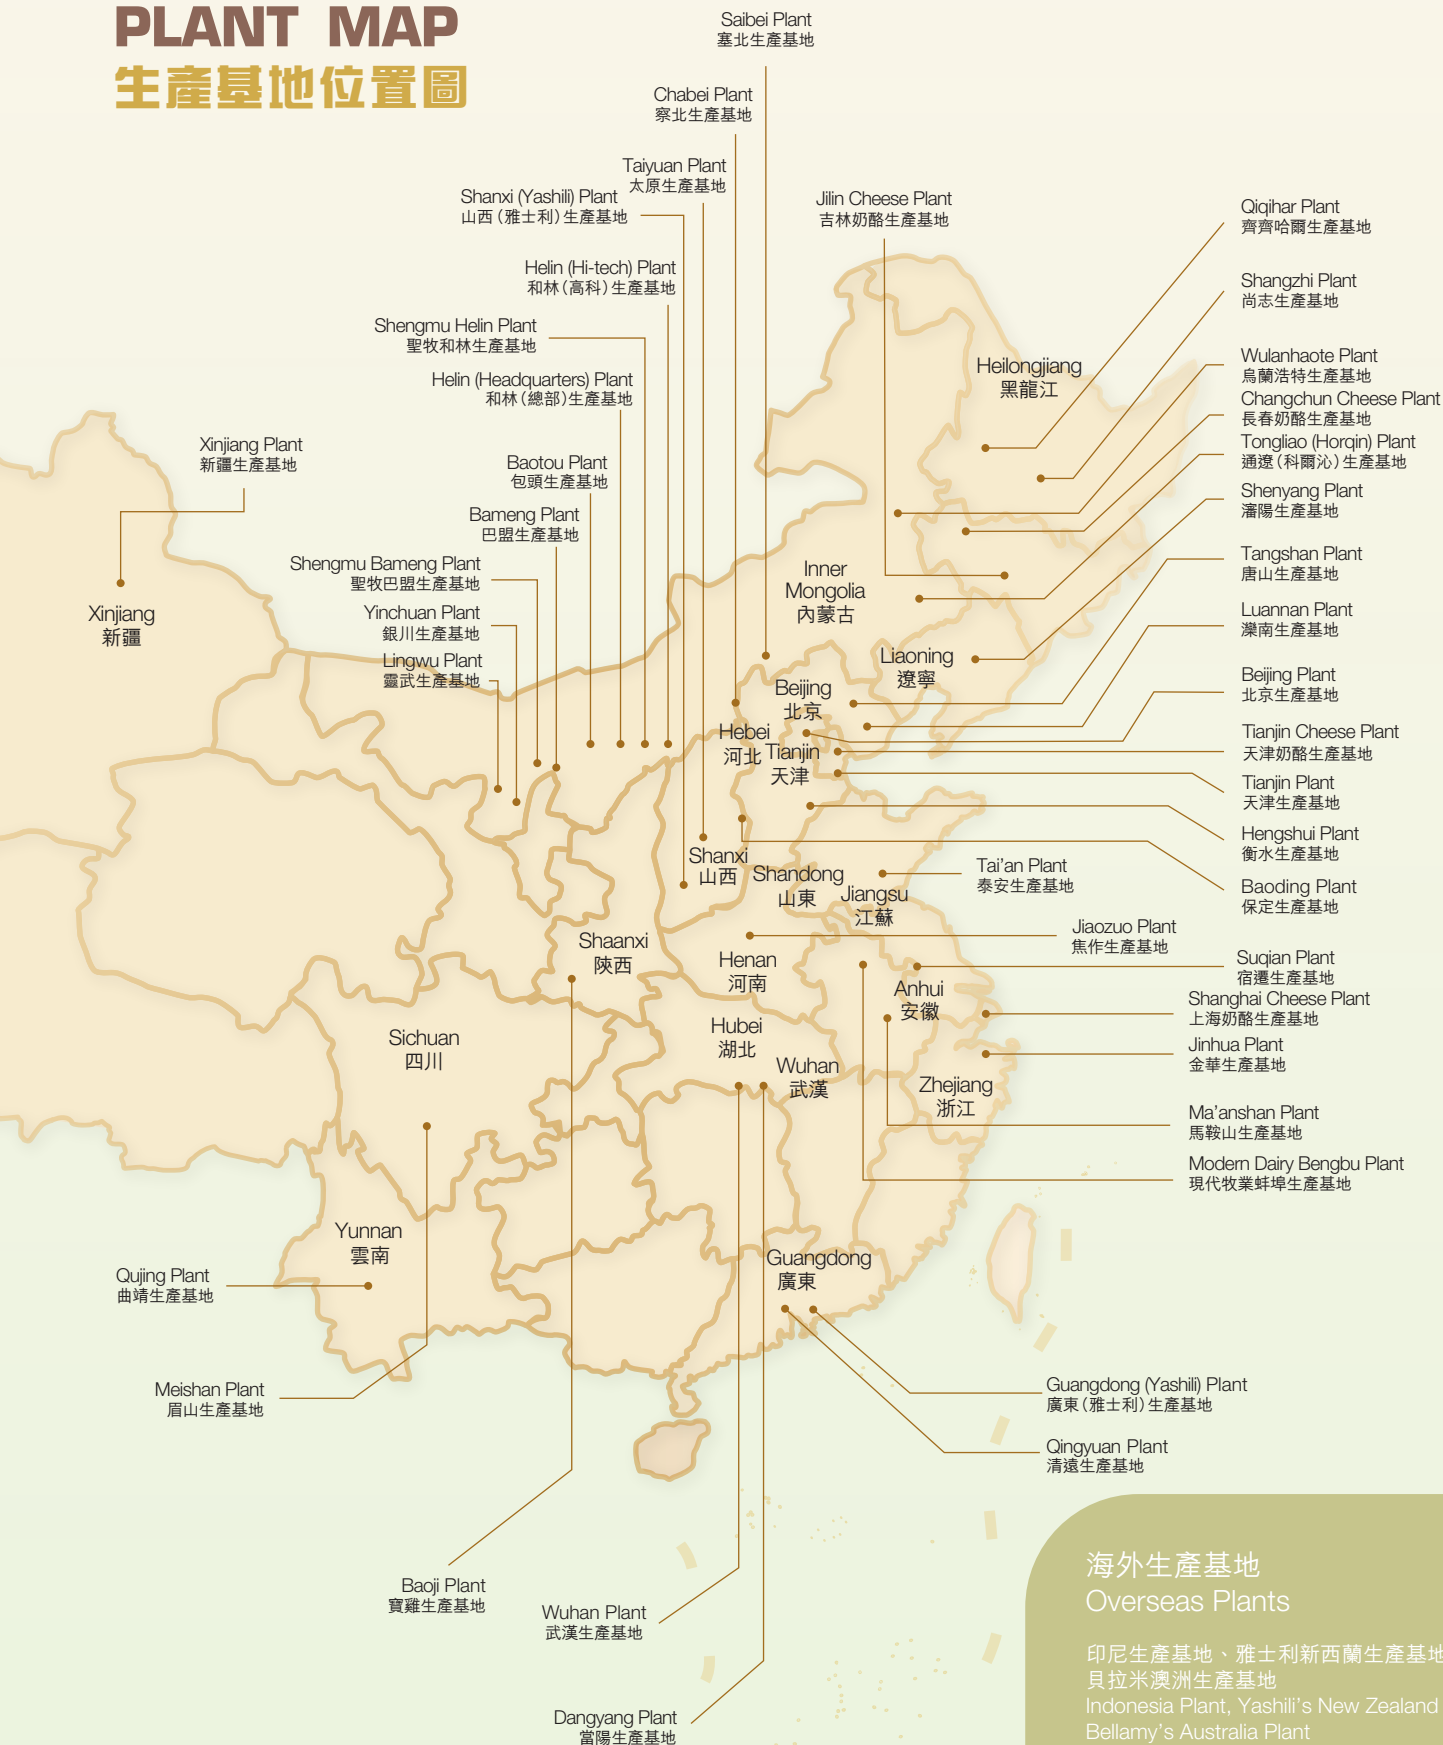 PLANT MAP
生產基地位置圖
Saibei Plant
塞北生產基地
Chabei Plant
察北生產基地
Taiyuan Plant
太原生產基地
Shanxi (Yashili) Plant
山西(雅士利)生產基地
Jilin Cheese Plant
吉林奶酪生產基地
Helin (Hi-tech) Plant
和林(高科)生產基地
Shengmu Helin Plant
聖牧和林生產基地
Helin (Headquarters) Plant
和林(總部)生產基地
Xinjiang Plant
新疆生產基地
Baotou Plant
包頭生產基地
Bameng Plant
巴盟生產基地
Shengmu Bameng Plant
聖牧巴盟生產基地
Yinchuan Plant
銀川生產基地
Lingwu Plant
靈武生產基地
Qiqihar Plant
齊齊哈爾生產基地
Shangzhi Plant
尚志生產基地
Wulanhaote Plant
烏蘭浩特生產基地
Changchun Cheese Plant
長春奶酪生產基地
Tongliao (Horqin) Plant
通遼(科爾沁)生產基地
Shenyang Plant
瀋陽生產基地
Tangshan Plant
唐山生產基地
Luannan Plant
灤南生產基地
Beijing Plant
北京生產基地
Tianjin Cheese Plant
天津奶酪生產基地
Tianjin Plant
天津生產基地
Hengshui Plant
衡水生產基地
Baoding Plant
保定生產基地
Tai'an Plant
泰安生產基地
Jiaozuo Plant
焦作生產基地
Suqian Plant
宿遷生產基地
Shanghai Cheese Plant
上海奶酪生產基地
Jinhua Plant
金華生產基地
Ma'anshan Plant
馬鞍山生產基地
Modern Dairy Bengbu Plant
現代牧業蚌埠生產基地
Heilongjiang
黑龍江
Inner
Mongolia
內蒙古
Xinjiang
新疆
Liaoning
遼寧
Beijing
北京
Hebei
河北
Tianjin
天津
Shanxi
山西
Shandong
山東
Jiangsu
江蘇
Shaanxi
陝西
Henan
河南
Anhui
安徽
Sichuan
四川
Hubei
湖北
Wuhan
武漢
Zhejiang
浙江
Yunnan
雲南
Guangdong
廣東
Qujing Plant
曲靖生產基地
Meishan Plant
眉山生產基地
Guangdong (Yashili) Plant
廣東(雅士利)生產基地
Qingyuan Plant
清遠生產基地
Baoji Plant
寶雞生產基地
Wuhan Plant
武漢生產基地
Dangyang Plant
當陽生產基地
海外生產基地
Overseas Plants
印尼生產基地、雅士利新西蘭生產基地
貝拉米澳洲生產基地
Indonesia Plant, Yashili's New Zealand
Bellamy's Australia Plant